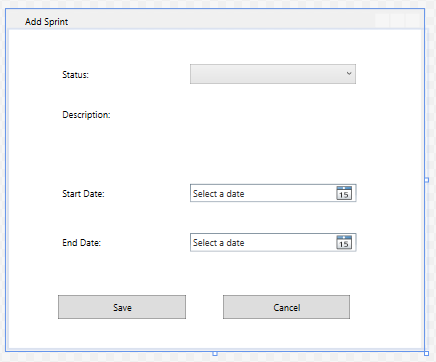 Add Sprint
Status:
Description:
Start Date: Select a date 15
End Date: Select a date 15
Save Cancel